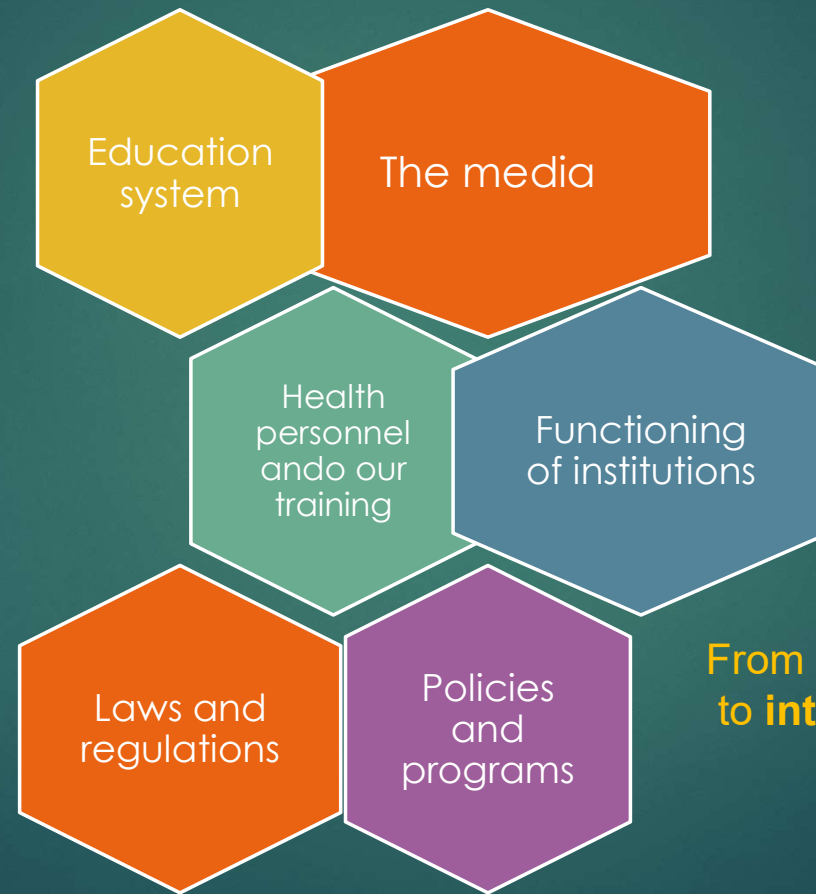 Education
system
The media
Health
personnel
ando our
training
Functioning
of institutions
Laws and
regulations
Policies
and
programs
From
to int